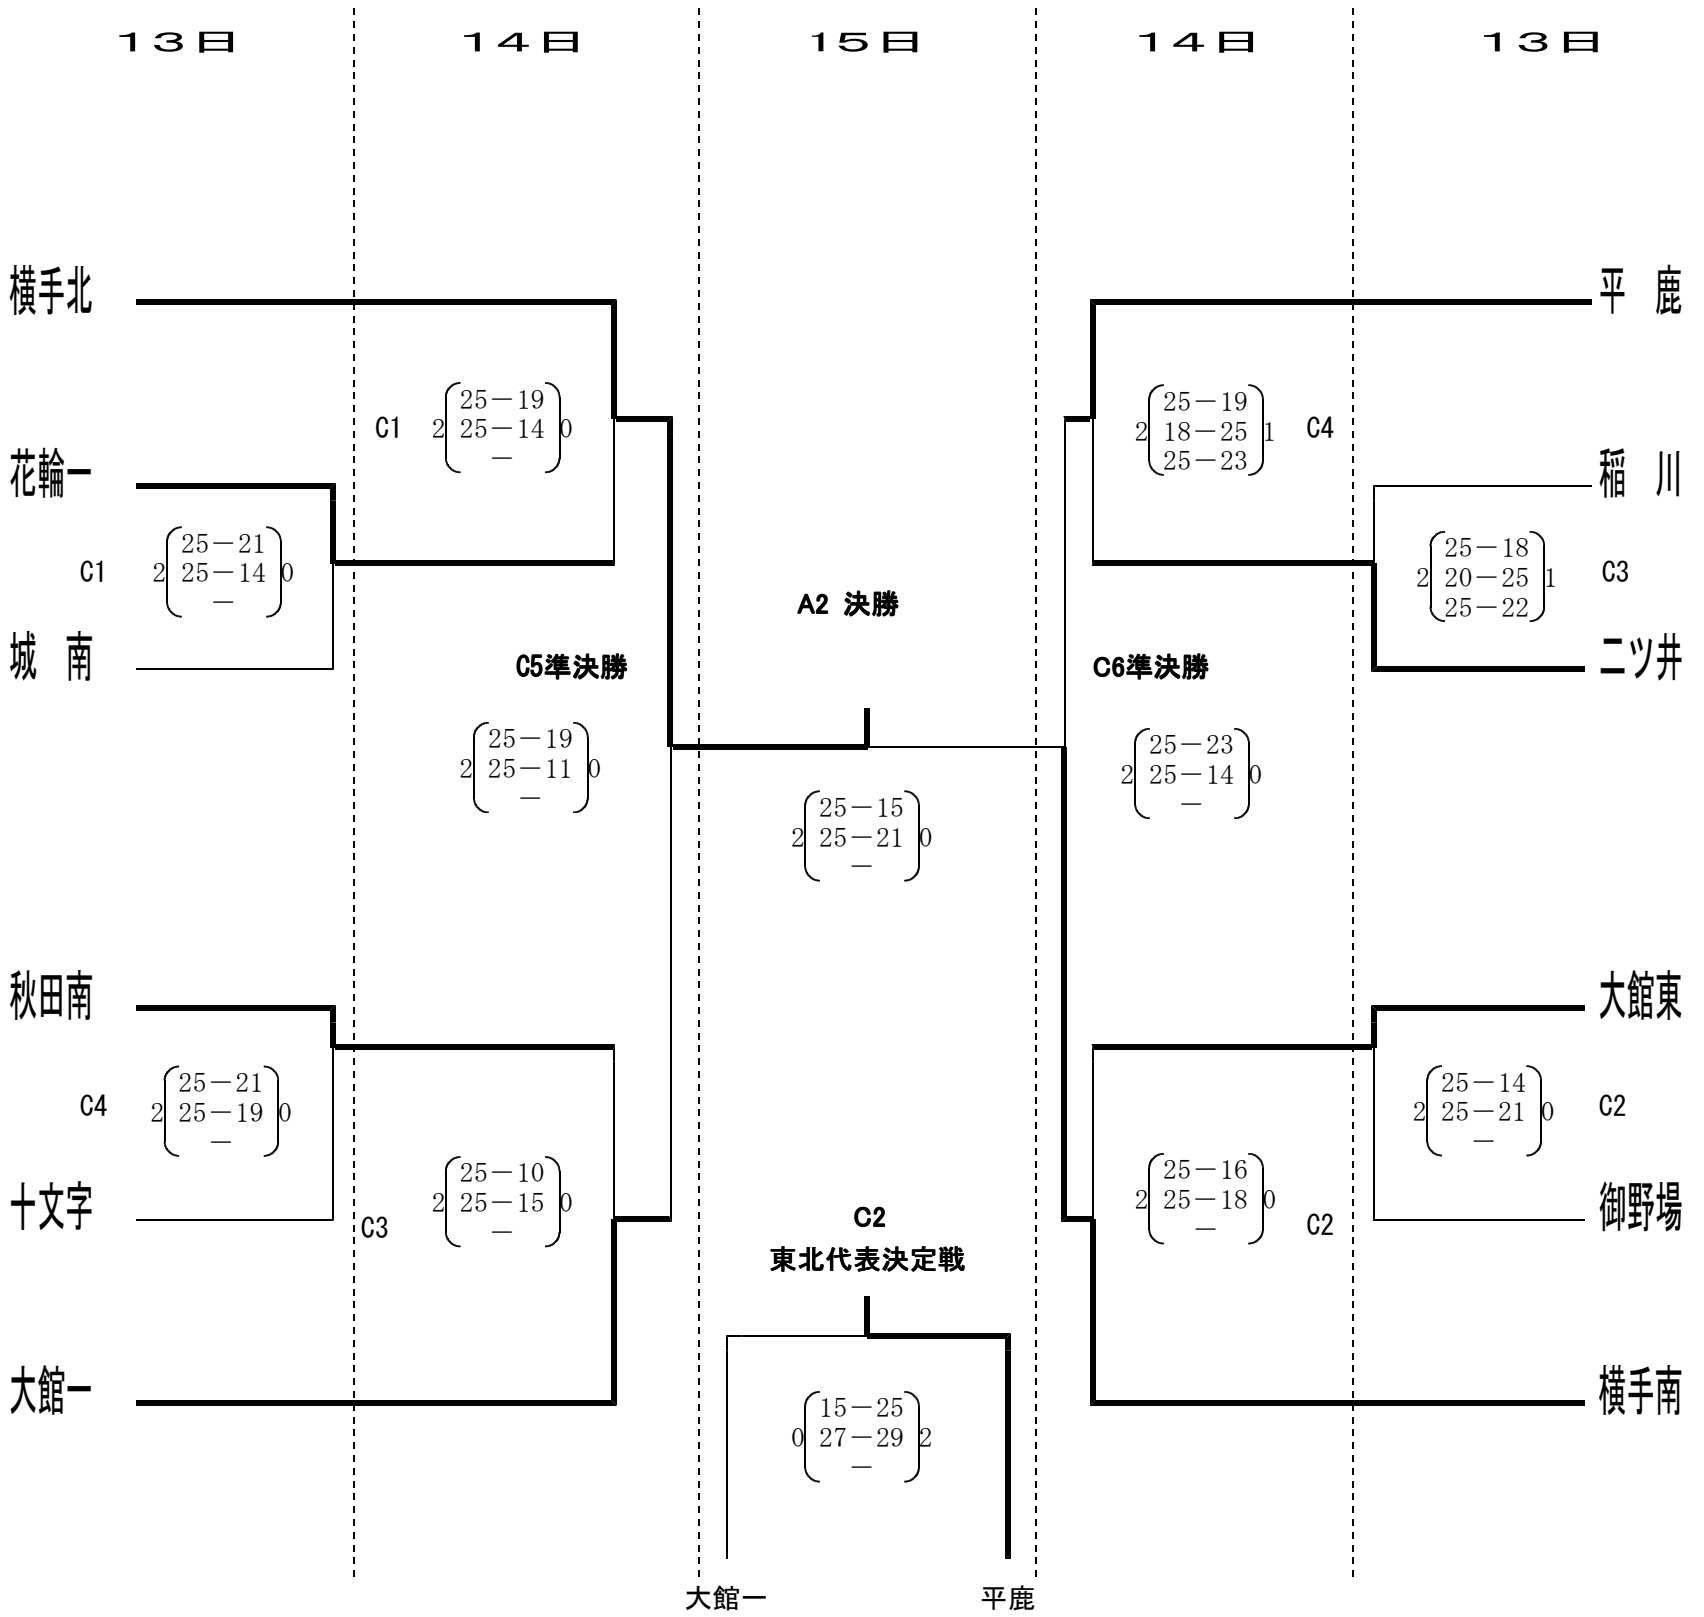 13日 14日 15日 14日 13日
横手北
平 鹿
25－19
C1 2 25－14 0
－
25－19
2 18－25 1 C4
25－23
花輪一
稲 川
25－21
C1 2 25－14 0
－
25－18
2 20－25 1 C3
25－22
A2 決勝
城 南
二ツ井
C5準決勝
C6準決勝
25－19
2 25－11 0
－
25－23
2 25－14 0
－
25－15
2 25－21 0
－
秋田南
大館東
25－21
C4 2 25－19 0
－
25－14
2 25－21 0 C2
－
十文字
御野場
25－10
2 25－15 0
－
C3
25－16
2 25－18 0
－
C2
C2
東北代表決定戦
大館一
横手南
15－25
0 27－29 2
－
大館一 平鹿